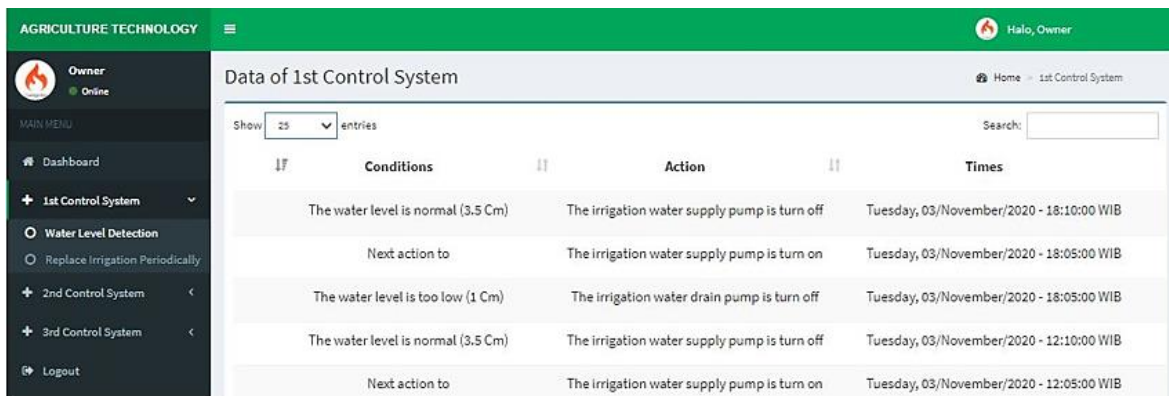 AGRICULTURE TECHNOLOGY
Halo, Owner
Owner
Online
MAIN MENU
Dashboard
1st Control System
Water Level Detection
Replace Irrigation Periodically
2nd Control System
3rd Control System
Logout
Data of 1st Control System
Home > 1st Control System
Show 25 entries
Search:
Conditions Action Times
The water level is normal (3.5 Cm) The irrigation water supply pump is turn off Tuesday, 03/November/2020 - 18:10:00 WIB
Next action to The irrigation water supply pump is turn on Tuesday, 03/November/2020 - 18:05:00 WIB
The water level is too low (1 Cm) The irrigation water drain pump is turn off Tuesday, 03/November/2020 - 18:05:00 WIB
The water level is normal (3.5 Cm) The irrigation water supply pump is turn off Tuesday, 03/November/2020 - 12:10:00 WIB
Next action to The irrigation water supply pump is turn on Tuesday, 03/November/2020 - 12:05:00 WIB